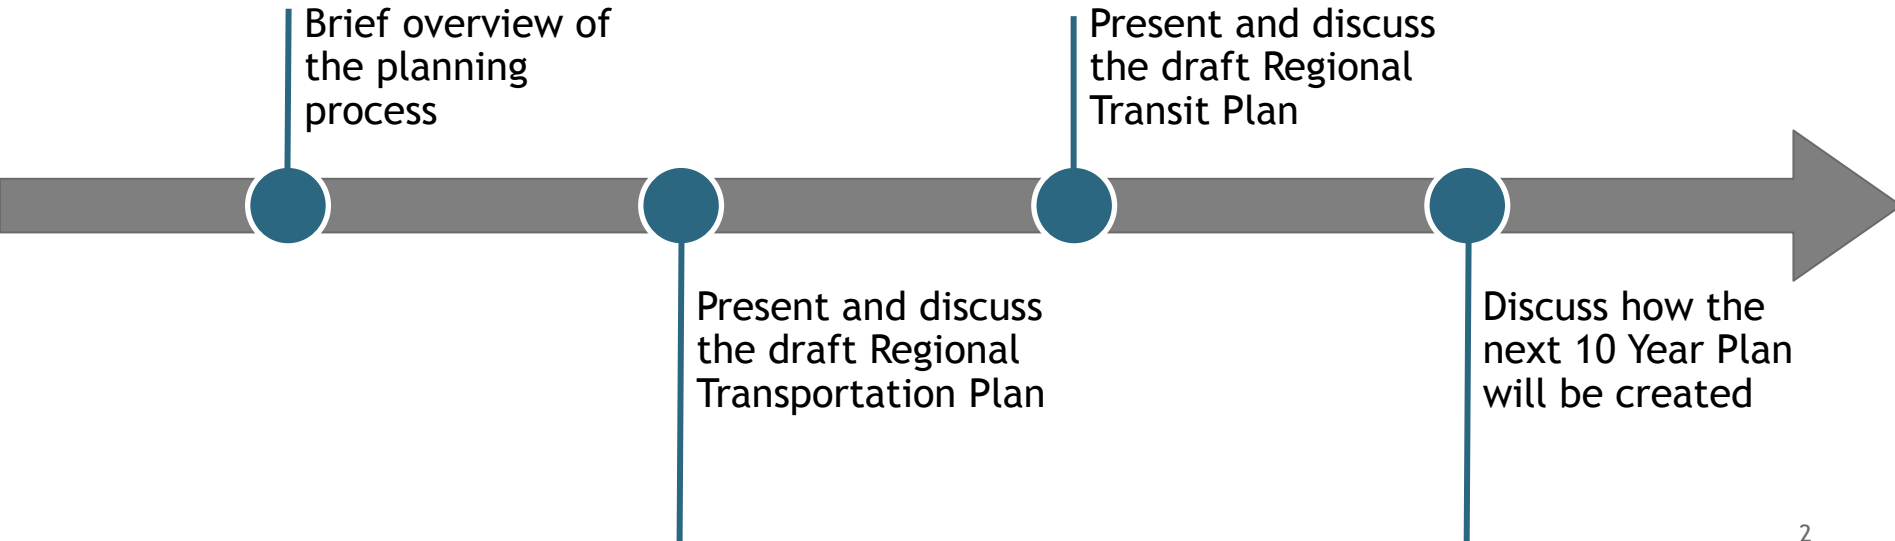 Brief overview of
the planning
process
Present and discuss
the draft Regional
Transportation Plan
Present and discuss
the draft Regional
Transit Plan
Discuss how the
next 10 Year Plan
will be created
2